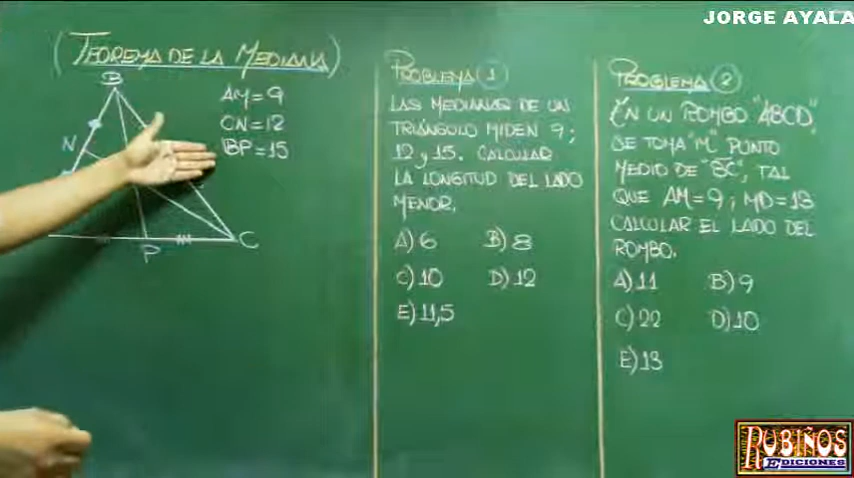 JORGE AYALA
(TEOREMA DE LA MEDIANA)
B
AM=9
CN=12
BP=15
N
P
C
PROBLEMA 1
LAS MEDIANAS DE UN
TRIÁNGULO MIDEN 9;
12 y 15. CALCULAR
LA LONGITUD DEL LADO
MENOR.
A) 6 B) 8
C) 10 D) 12
E) 11,5
PROBLEMA 2
EN UN ROMBO "ABCD",
SE TOMA "M" PUNTO
MEDIO DE "BC", TAL
QUE AM=9; MD=13
CALCULAR EL LADO DEL
ROMBO.
A) 11 B) 9
C) 22 D) 10
E) 13
RUBIÑOS
EDICIONES